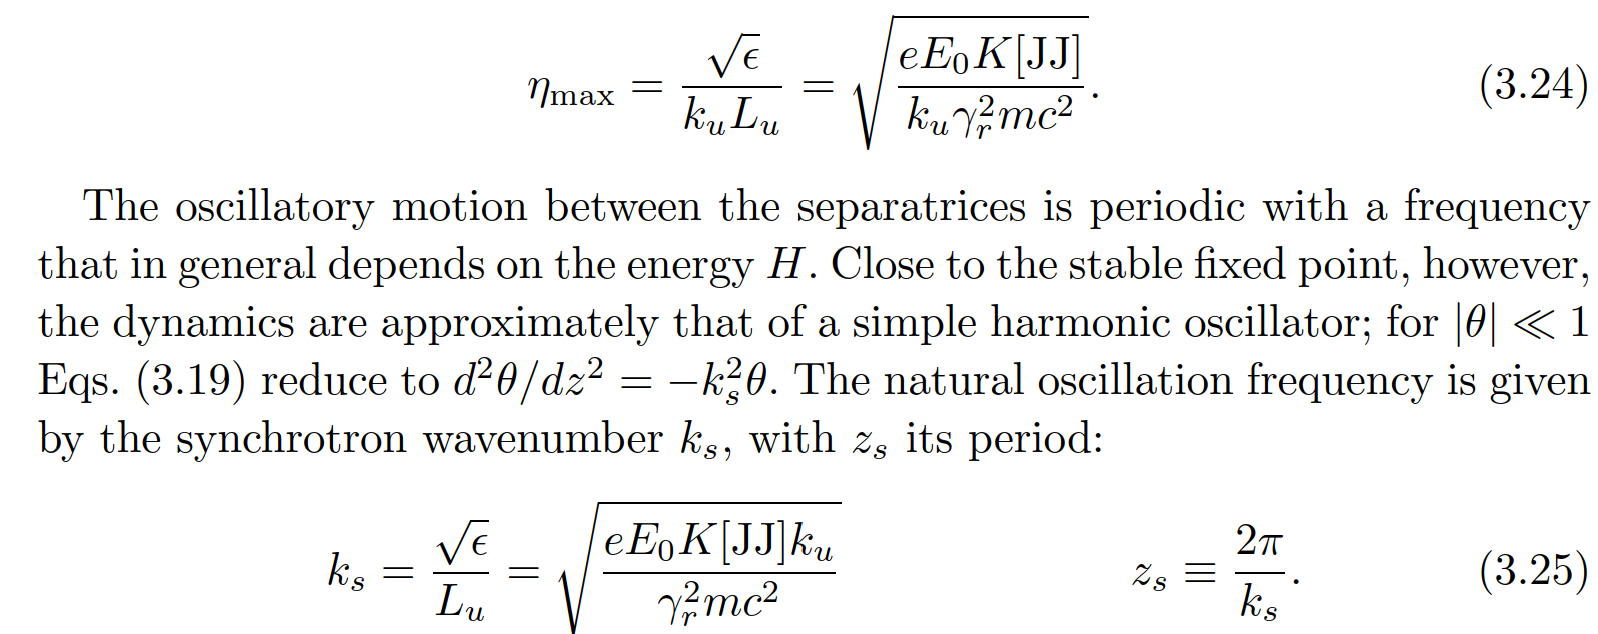 η_max = √ϵ / (k_u L_u) = √(eE_0K[JJ] / (k_u γ_r^2 mc^2)). (3.24)
The oscillatory motion between the separatrices is periodic with a frequency
that in general depends on the energy H. Close to the stable fixed point, however,
the dynamics are approximately that of a simple harmonic oscillator; for |θ| ≪ 1
Eqs. (3.19) reduce to d^2θ/dz^2 = −k_s^2θ. The natural oscillation frequency is given
by the synchrotron wavenumber k_s, with z_s its period:
k_s = √ϵ / L_u = √(eE_0K[JJ]k_u / (γ_r^2 mc^2)) z_s ≡ 2π / k_s. (3.25)